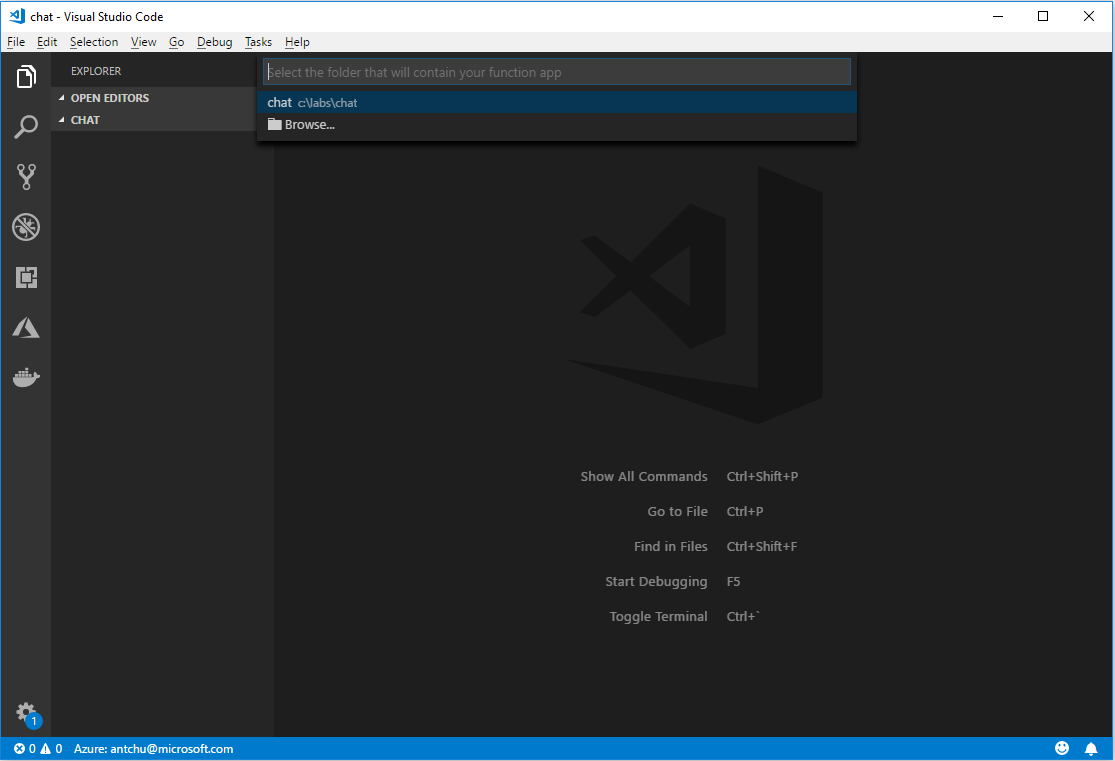 chat - Visual Studio Code
File Edit Selection View Go Debug Tasks Help
EXPLORER
OPEN EDITORS
CHAT
Select the folder that will contain your function app
chat c:\labs\chat
Browse...
Show All Commands Ctrl+Shift+P
Go to File Ctrl+P
Find in Files Ctrl+Shift+F
Start Debugging F5
Toggle Terminal Ctrl+`
1
0 0 Azure: antchu@microsoft.com